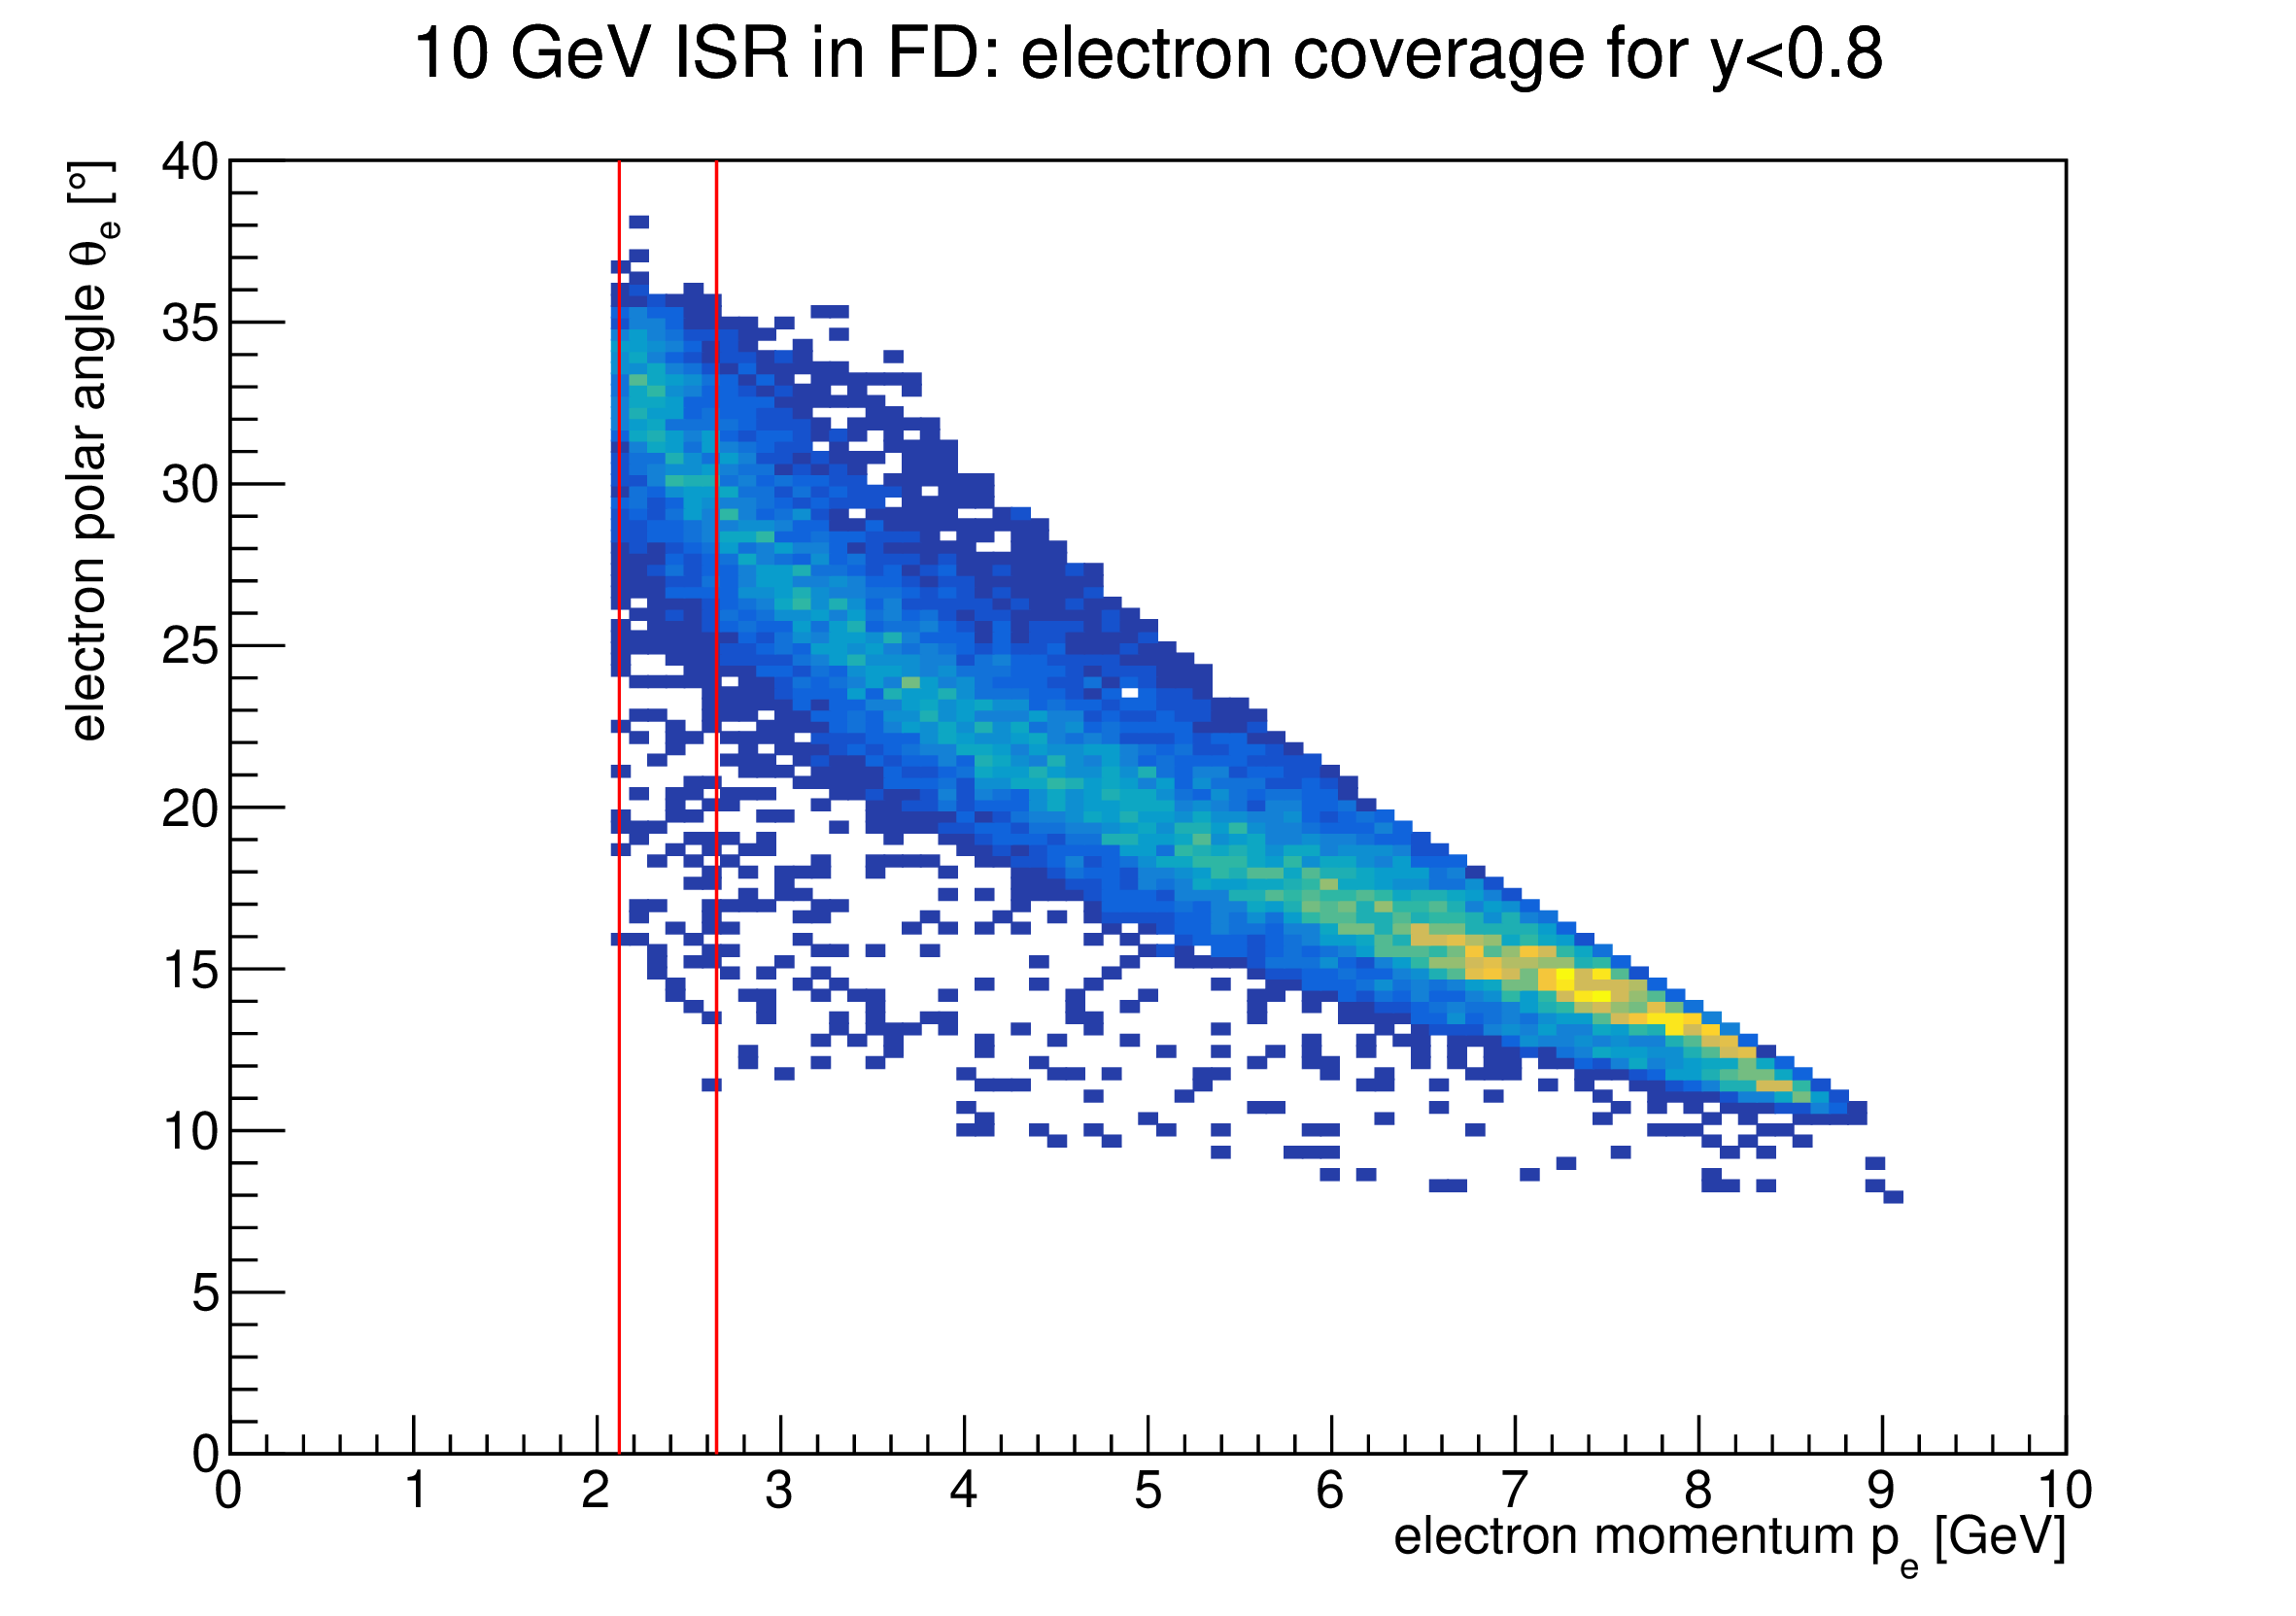 10 GeV ISR in FD: electron coverage for y<0.8
electron polar angle θe [°]
40
35
30
25
20
15
10
5
0
0 1 2 3 4 5 6 7 8 9 10
electron momentum pe [GeV]